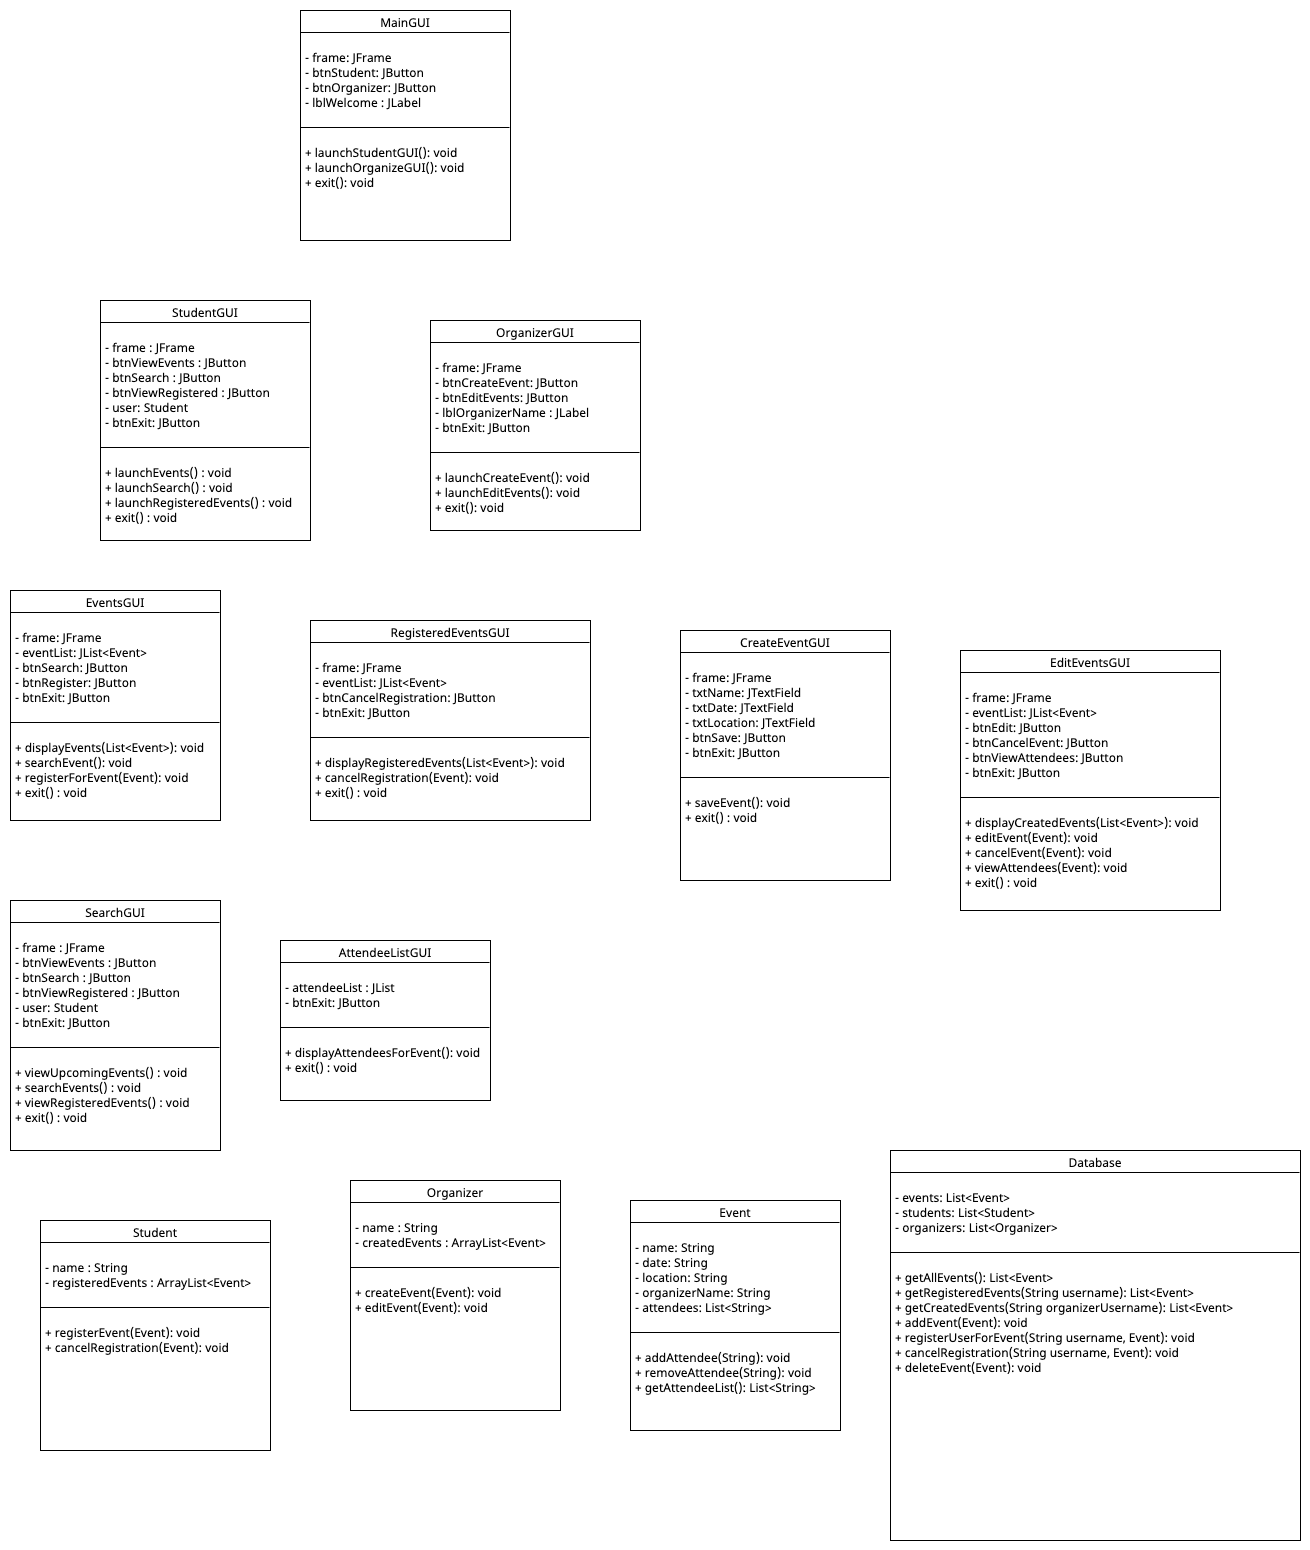 MainGUI
- frame: JFrame
- btnStudent: JButton
- btnOrganizer: JButton
- lblWelcome : JLabel
+ launchStudentGUI(): void
+ launchOrganizeGUI(): void
+ exit(): void
StudentGUI
- frame : JFrame
- btnViewEvents : JButton
- btnSearch : JButton
- btnViewRegistered : JButton
- user: Student
- btnExit: JButton
+ launchEvents() : void
+ launchSearch() : void
+ launchRegisteredEvents() : void
+ exit() : void
OrganizerGUI
- frame: JFrame
- btnCreateEvent: JButton
- btnEditEvents: JButton
- lblOrganizerName : JLabel
- btnExit: JButton
+ launchCreateEvent(): void
+ launchEditEvents(): void
+ exit(): void
EventsGUI
- frame: JFrame
- eventList: JList<Event>
- btnSearch: JButton
- btnRegister: JButton
- btnExit: JButton
+ displayEvents(List<Event>): void
+ searchEvent(): void
+ registerForEvent(Event): void
+ exit() : void
RegisteredEventsGUI
- frame: JFrame
- eventList: JList<Event>
- btnCancelRegistration: JButton
- btnExit: JButton
+ displayRegisteredEvents(List<Event>): void
+ cancelRegistration(Event): void
+ exit() : void
CreateEventGUI
- frame: JFrame
- txtName: JTextField
- txtDate: JTextField
- txtLocation: JTextField
- btnSave: JButton
- btnExit: JButton
+ saveEvent(): void
+ exit() : void
EditEventsGUI
- frame: JFrame
- eventList: JList<Event>
- btnEdit: JButton
- btnCancelEvent: JButton
- btnViewAttendees: JButton
- btnExit: JButton
+ displayCreatedEvents(List<Event>): void
+ editEvent(Event): void
+ cancelEvent(Event): void
+ viewAttendees(Event): void
+ exit() : void
SearchGUI
- frame : JFrame
- btnViewEvents : JButton
- btnSearch : JButton
- btnViewRegistered : JButton
- user: Student
- btnExit: JButton
+ viewUpcomingEvents() : void
+ searchEvents() : void
+ viewRegisteredEvents() : void
+ exit() : void
AttendeeListGUI
- attendeeList : JList
- btnExit: JButton
+ displayAttendeesForEvent(): void
+ exit() : void
Student
- name : String
- registeredEvents : ArrayList<Event>
+ registerEvent(Event): void
+ cancelRegistration(Event): void
Organizer
- name : String
- createdEvents : ArrayList<Event>
+ createEvent(Event): void
+ editEvent(Event): void
Event
- name: String
- date: String
- location: String
- organizerName: String
- attendees: List<String>
+ addAttendee(String): void
+ removeAttendee(String): void
+ getAttendeeList(): List<String>
Database
- events: List<Event>
- students: List<Student>
- organizers: List<Organizer>
+ getAllEvents(): List<Event>
+ getRegisteredEvents(String username): List<Event>
+ getCreatedEvents(String organizerUsername): List<Event>
+ addEvent(Event): void
+ registerUserForEvent(String username, Event): void
+ cancelRegistration(String username, Event): void
+ deleteEvent(Event): void